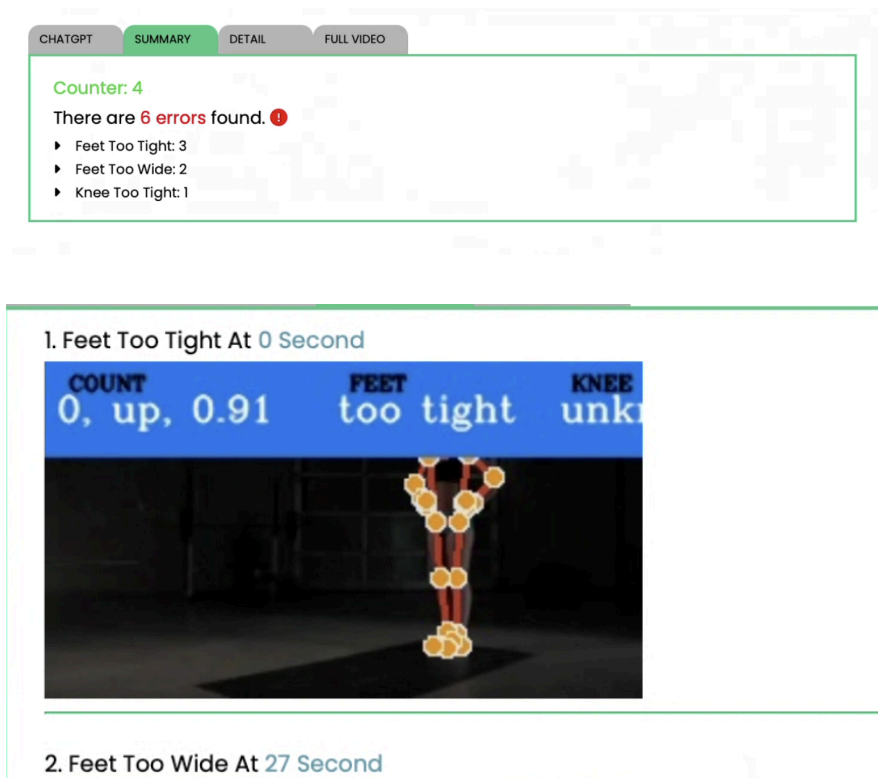 CHATGPT SUMMARY DETAIL FULL VIDEO
Counter: 4
There are 6 errors found.
Feet Too Tight: 3
Feet Too Wide: 2
Knee Too Tight: 1
1. Feet Too Tight At 0 Second
COUNT FEET KNEE
0, up, 0.91 too tight
2. Feet Too Wide At 27 Second